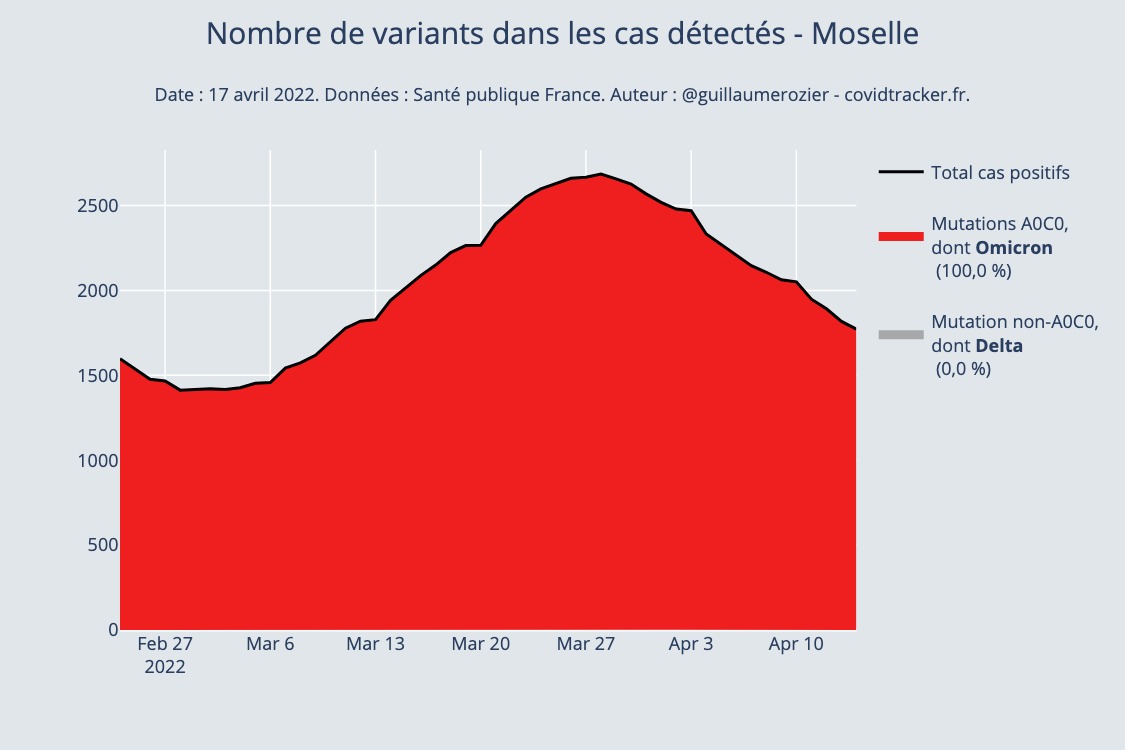 Nombre de variants dans les cas détectés - Moselle
Date : 17 avril 2022. Données : Santé publique France. Auteur : @guillaumerozier - covidtracker.fr.
Total cas positifs
Mutations A0C0,
dont Omicron
(100,0 %)
Mutation non-A0C0,
dont Delta
(0,0 %)
2500
2000
1500
1000
500
0
Feb 27 Mar 6 Mar 13 Mar 20 Mar 27 Apr 3 Apr 10
2022